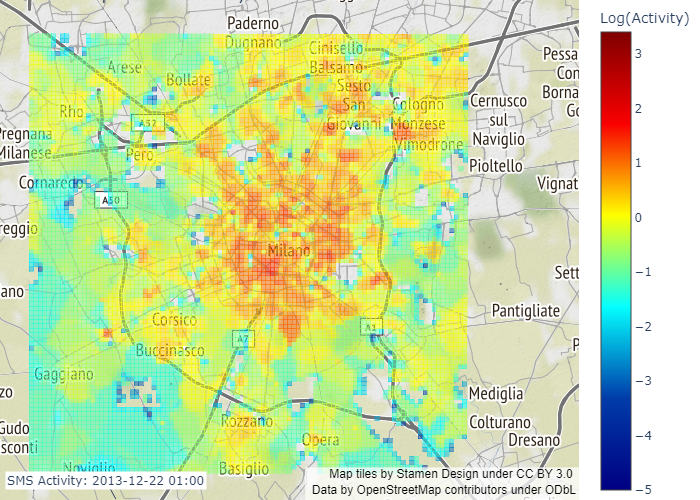 Paderno
Dugnano
Cinisello
Balsamo
Arese
Bollate
Sesto
San
Giovanni
Rho
A52
Cologno
Monzese
Vimodrone
Cernusco
sul
Naviglio
Pessa
Con
Borna
Go
Pregnana
Milanese
Pero
Pioltello
Cornaredo
A50
Vignat
reggio
Milano
Sett
ano
Pantigliate
Corsico
A7
A1
Buccinasco
P
Gaggiano
zo
Mediglia
Rozzano
Colturano
Gudo
sconti
Opera
Dresano
Noviglio
Basiglio
SMS Activity: 2013-12-22 01:00
Map tiles by Stamen Design under CC BY 3.0
Data by OpenStreetMap contributors under ODbL
Log(Activity)
3
2
1
0
−1
−2
−3
−4
−5